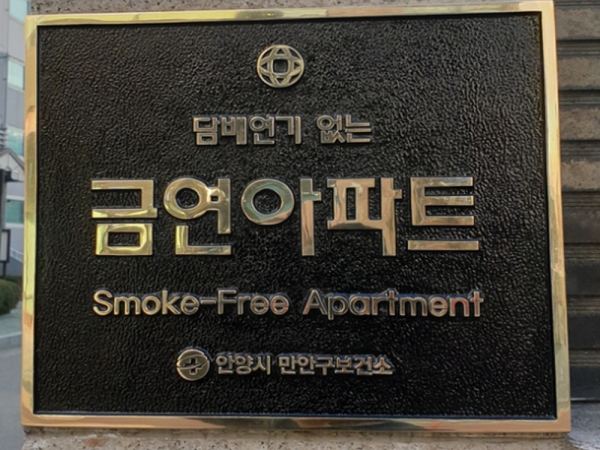 담배연기 없는
금연아파트
Smoke-Free Apartment
안양시 만안구보건소